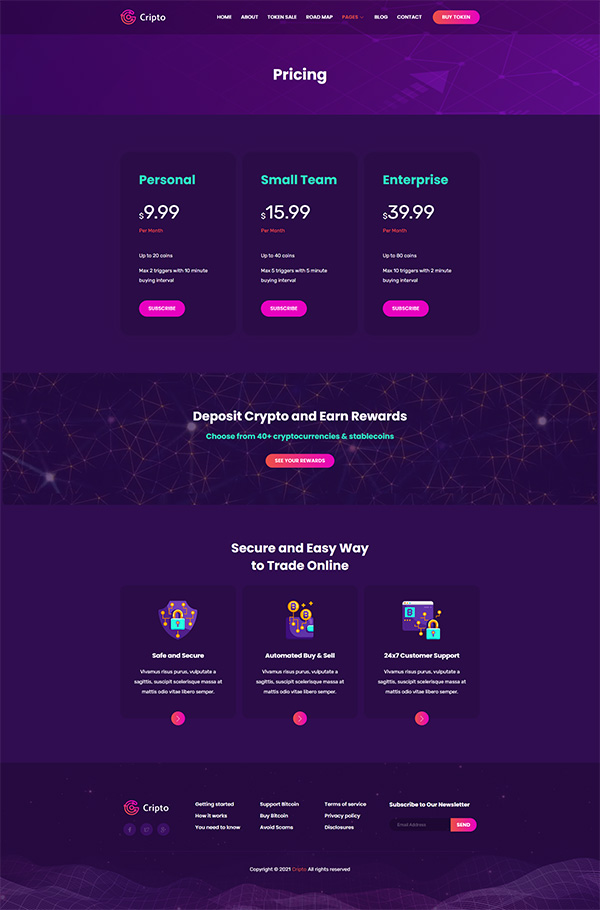 Cripto
HOME ABOUT TOKEN SALE ROAD MAP PAGES BLOG CONTACT BUY TOKEN
Pricing
Personal
$9.99
Per Month
Up to 20 coins
Max 2 triggers with 10 minute
buying interval
SUBSCRIBE
Small Team
$15.99
Per Month
Up to 40 coins
Max 5 triggers with 5 minute
buying interval
SUBSCRIBE
Enterprise
$39.99
Per Month
Up to 80 coins
Max 10 triggers with 2 minute
buying interval
SUBSCRIBE
Deposit Crypto and Earn Rewards
Choose from 40+ cryptocurrencies & stablecoins
SEE YOUR REWARDS
Secure and Easy Way
to Trade Online
Safe and Secure
Vivamus risus purus, vulputate a
sagittis, suscipit scelerisque massa at
mattis odio vitae libero semper.
Automated Buy & Sell
Vivamus risus purus, vulputate a
sagittis, suscipit scelerisque massa at
mattis odio vitae libero semper.
24x7 Customer Support
Vivamus risus purus, vulputate a
sagittis, suscipit scelerisque massa at
mattis odio vitae libero semper.
Cripto
Getting started
How it works
You need to know
Support Bitcoin
Buy Bitcoin
Avoid Scams
Terms of service
Privacy policy
Disclosures
Subscribe to Our Newsletter
Email Address SEND
Copyright © 2021 Cripto All rights reserved